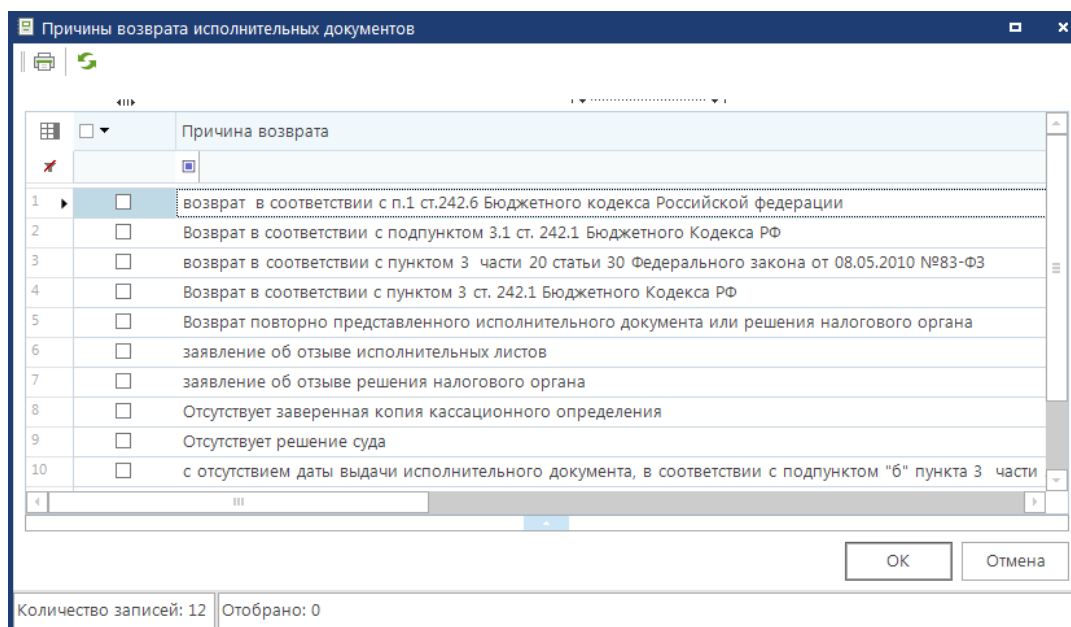 Причины возврата исполнительных документов
Причина возврата
1 возврат в соответствии с п.1 ст.242.6 Бюджетного кодекса Российской федерации
2 Возврат в соответствии с подпунктом 3.1 ст. 242.1 Бюджетного Кодекса РФ
3 возврат в соответствии с пунктом 3 части 20 статьи 30 Федерального закона от 08.05.2010 №83-ФЗ
4 Возврат в соответствии с пунктом 3 ст. 242.1 Бюджетного Кодекса РФ
5 Возврат повторно представленного исполнительного документа или решения налогового органа
6 заявление об отзыве исполнительных листов
7 заявление об отзыве решения налогового органа
8 Отсутствует заверенная копия кассационного определения
9 Отсутствует решение суда
10 с отсутствием даты выдачи исполнительного документа, в соответствии с подпунктом "б" пункта 3 части
ОК Отмена
Количество записей: 12 Отобрано: 0